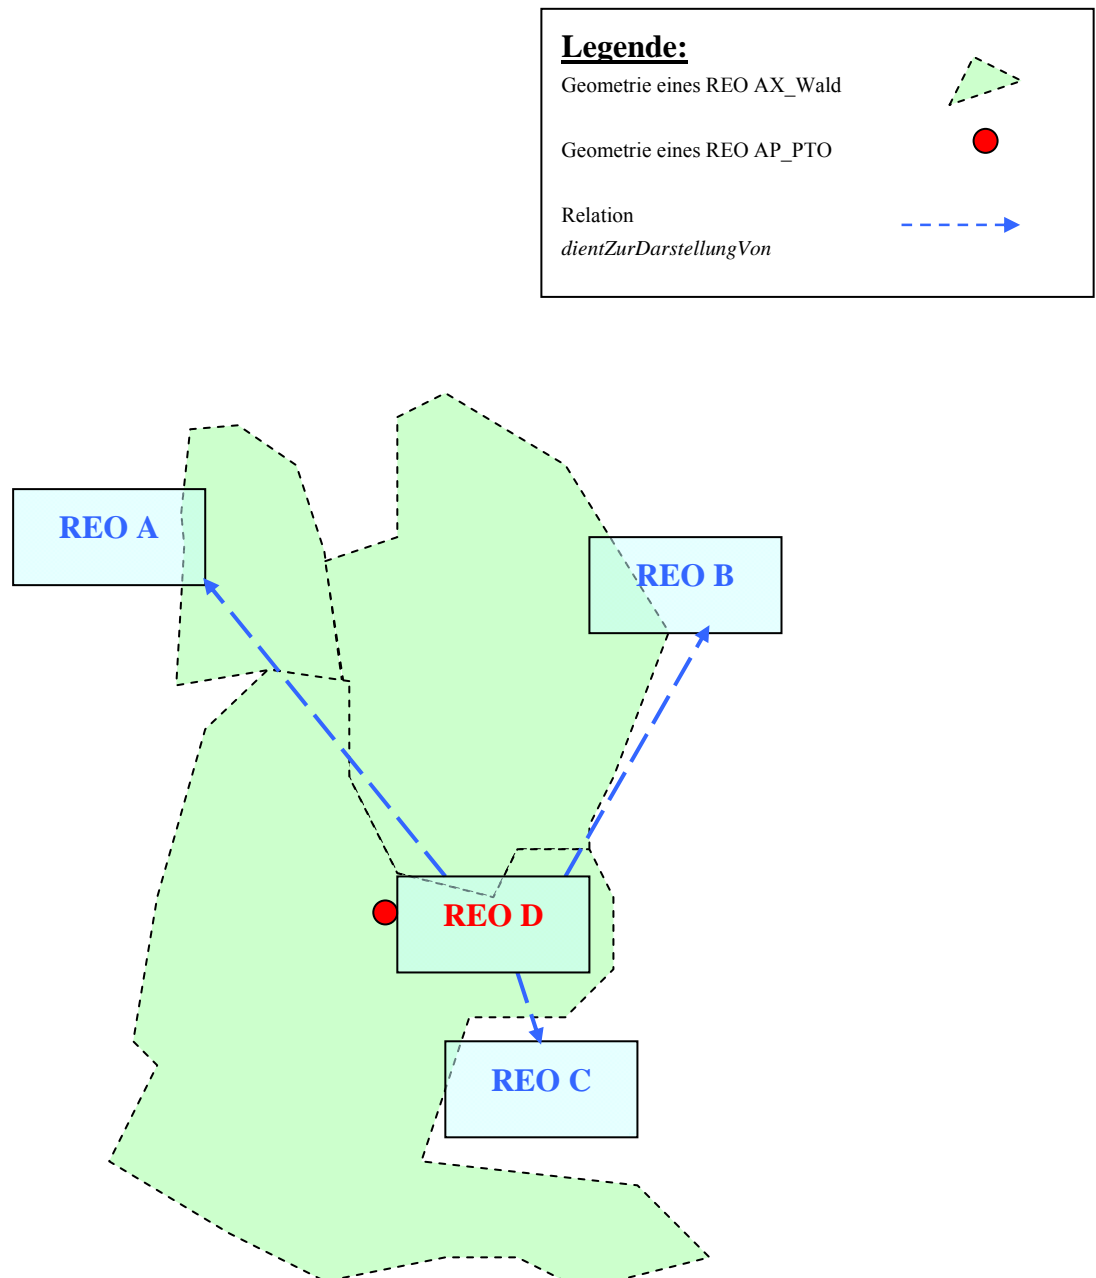 Legende:
Geometrie eines REO AX_Wald
Geometrie eines REO AP_PTO
Relation
dientZurDarstellungVon
REO A
REO B
REO D
REO C